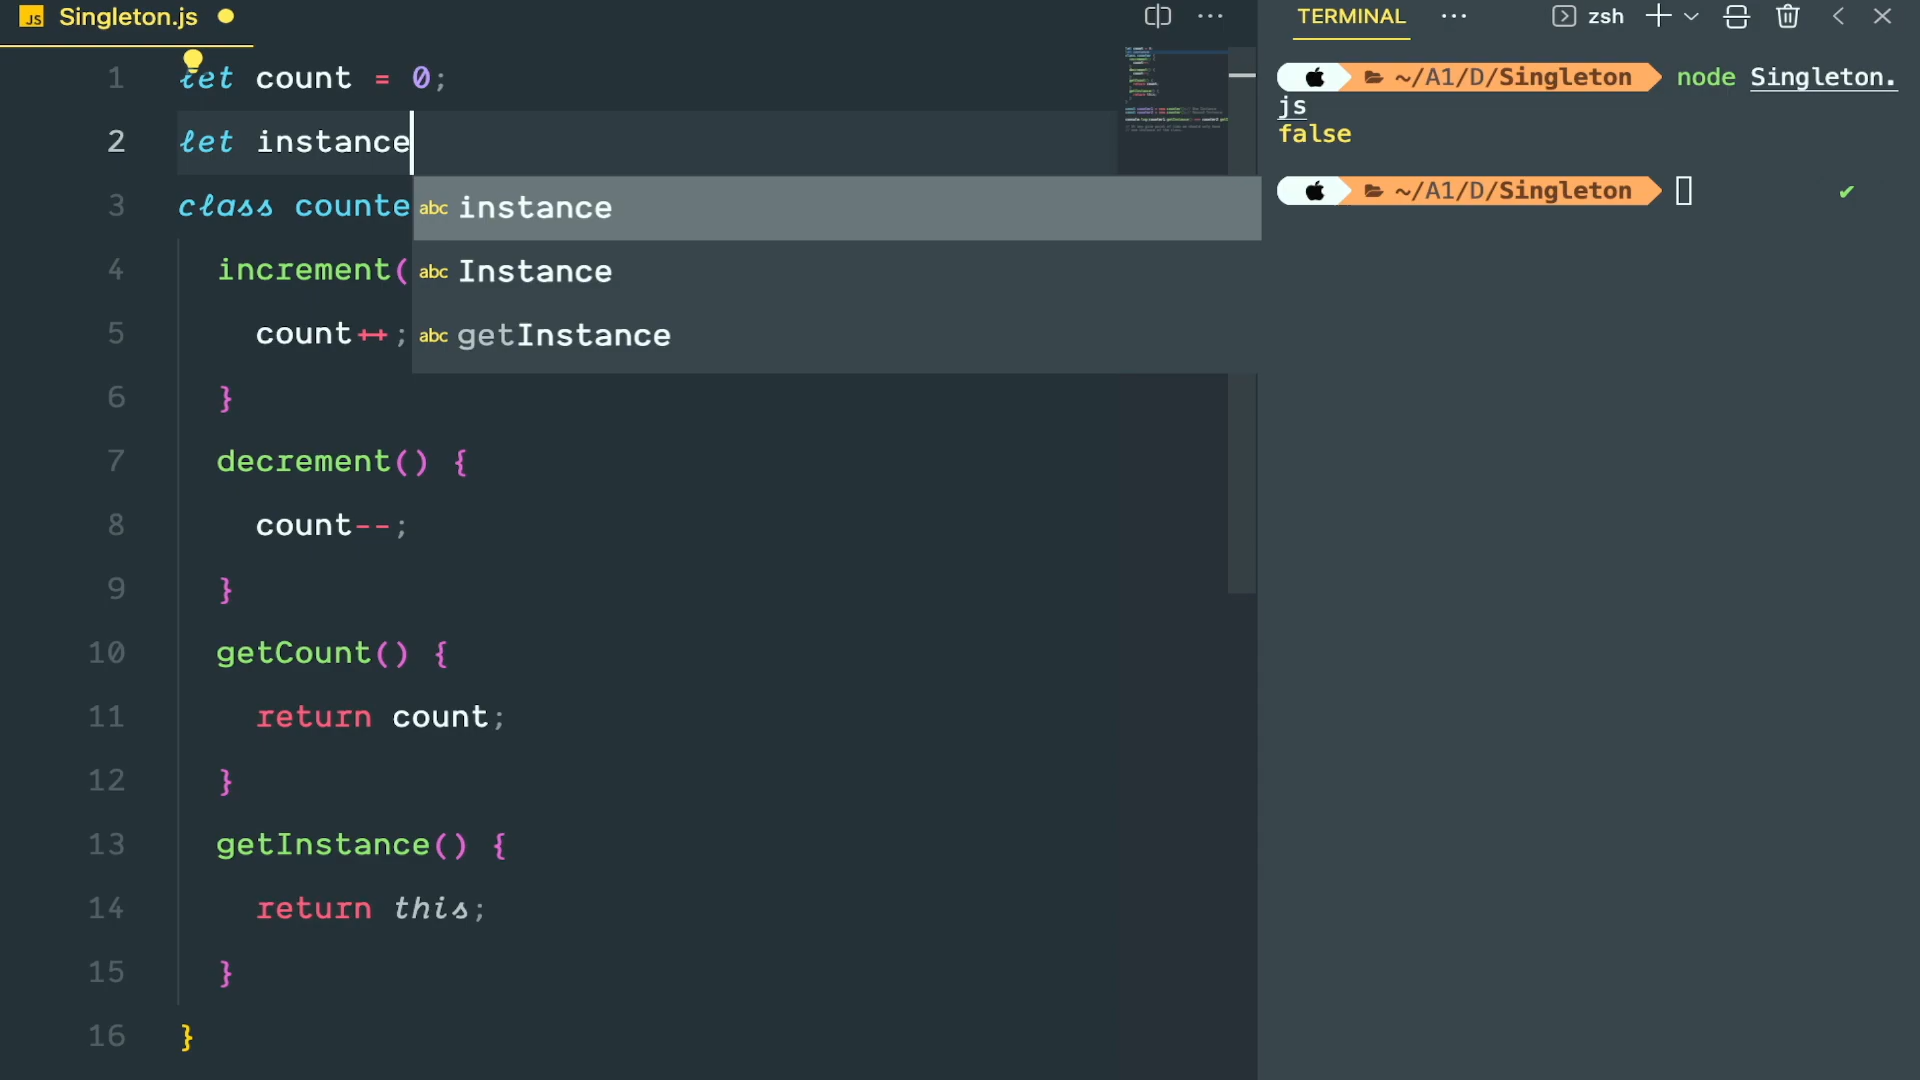 JS Singleton.js
1 let count = 0;
2 let instance
3 class counte
4 increment(
5 count++;
6 }
7 decrement() {
8 count--;
9 }
10 getCount() {
11 return count;
12 }
13 getInstance() {
14 return this;
15 }
16 }
abc instance
abc Instance
abc getInstance
TERMINAL
zsh
~/A1/D/Singleton node Singleton.
js
false
~/A1/D/Singleton